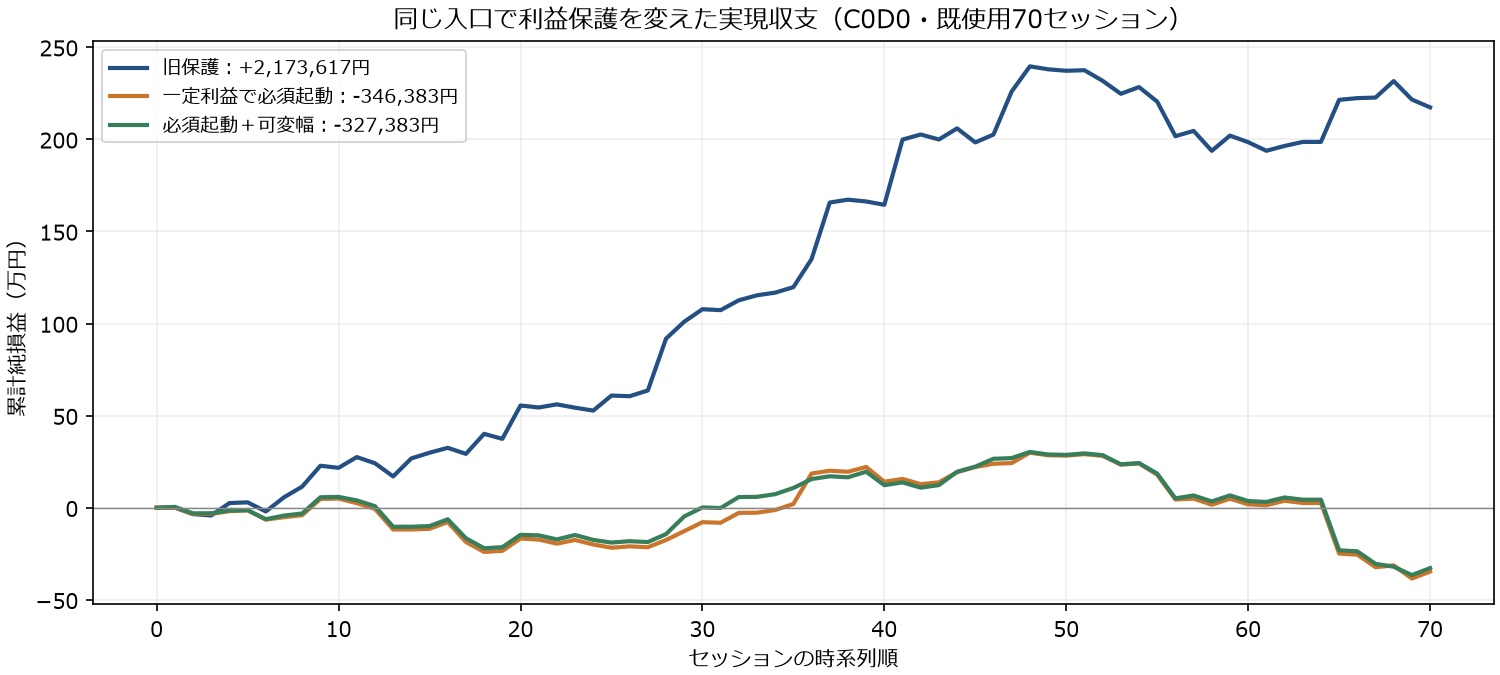 同じ入口で利益保護を変えた実現収支（C0D0・既使用70セッション）
旧保護：+2,173,617円
一定利益で必須起動：-346,383円
必須起動＋可変幅：-327,383円
累計純損益（万円）
250
200
150
100
50
0
−50
0 10 20 30 40 50 60 70
セッションの時系列順